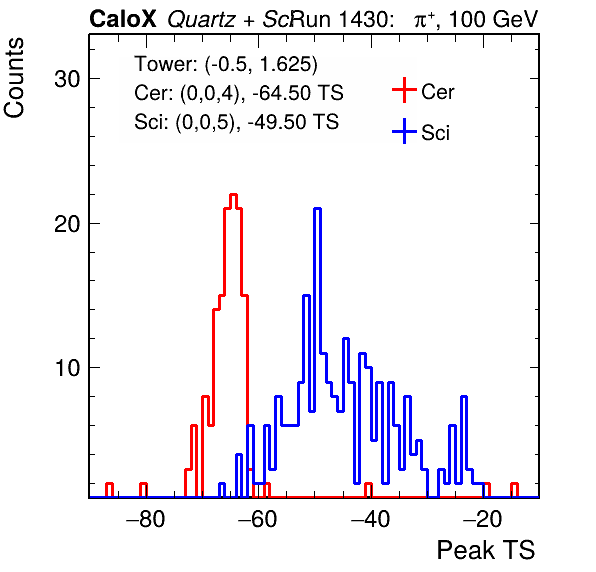 CaloX Quartz + ScRun 1430: π⁺, 100 GeV
Counts
Tower: (-0.5, 1.625)
Cer: (0,0,4), -64.50 TS
Sci: (0,0,5), -49.50 TS
Cer
Sci
30
20
10
−80 −60 −40 −20
Peak TS